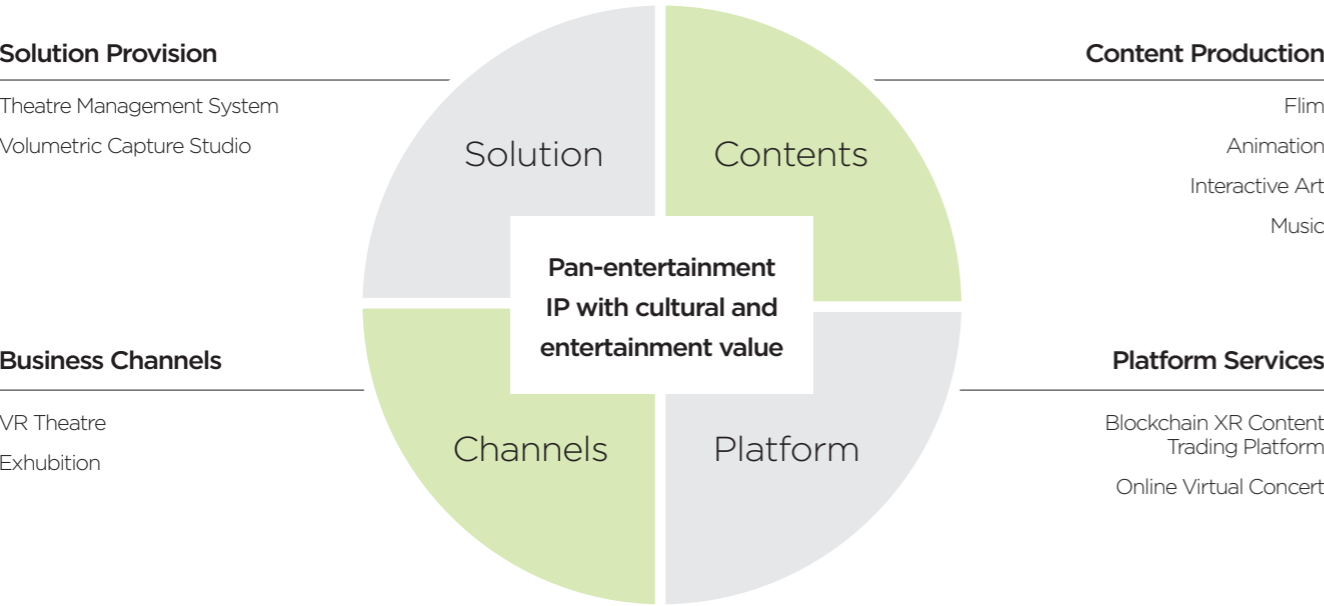 Solution Provision
Theatre Management System
Volumetric Capture Studio
Content Production
Flim
Animation
Interactive Art
Music
Solution
Contents
Pan-entertainment
IP with cultural and
entertainment value
Business Channels
VR Theatre
Exhubition
Platform Services
Blockchain XR Content
Trading Platform
Online Virtual Concert
Channels
Platform